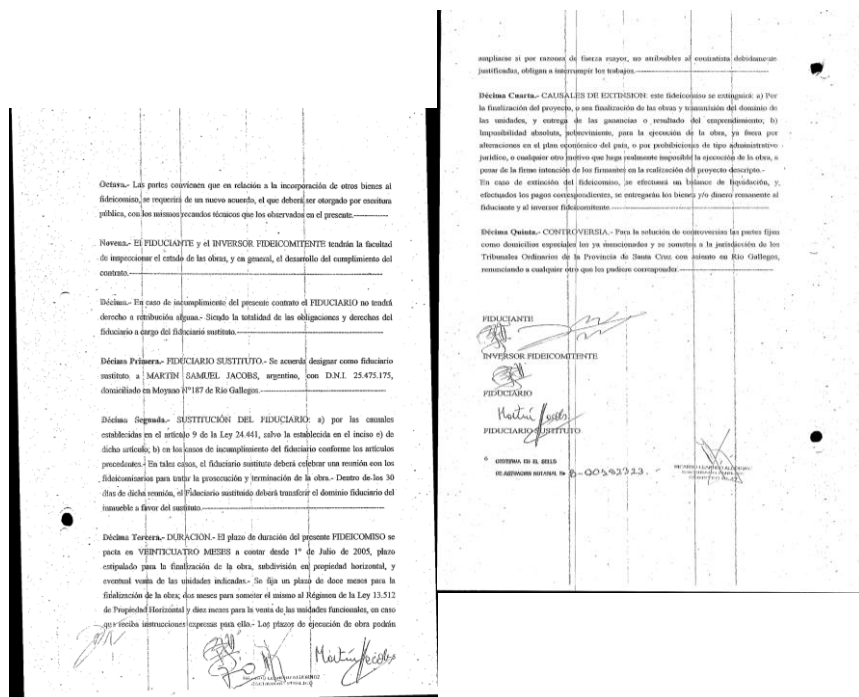 Octava.- Las partes convienen que en relación a la incorporación de otros bienes al
fideicomiso, se requerirá de un nuevo acuerdo, el que deberá ser otorgado por escritura
pública, con los mismos recaudos técnicos que los observados en el presente.
Novena.- El FIDUCIANTE y el INVERSOR FIDEICOMITENTE tendrán la facultad
de inspeccionar el estado de las obras, y en general, el desarrollo del cumplimiento del
contrato.
Décima.- En caso de incumplimiento del presente contrato el FIDUCIARIO no tendrá
derecho a retribución alguna.- Siendo la totalidad de las obligaciones y derechos del
fiduciario a cargo del fiduciario sustituto.
Décima Primera.- FIDUCIARIO SUSTITUTO.- Se acuerda designar como fiduciario
sustituto a MARTIN SAMUEL JACOBS, argentino, con D.N.I. 25.475.175,
domiciliado en Moyano Nº187 de Río Gallegos.
Décima Segunda.- SUSTITUCIÓN DEL FIDUCIARIO: a) por las causales
establecidas en el artículo 9 de la Ley 24.441, salvo la establecida en el inciso e) de
dicho artículo; b) en los casos de incumplimiento del fiduciario conforme los artículos
precedentes.- En tales casos, el fiduciario sustituto deberá celebrar una reunión con los
fideicomisarios para tratar la prosecución y terminación de la obra.- Dentro de los 30
días de dicha reunión, el Fiduciario sustituido deberá transferir el dominio fiduciario del
inmueble a favor del sustituto.
Décima Tercera.- DURACIÓN.- El plazo de duración del presente FIDEICOMISO se
pacta en VEINTICUATRO MESES a contar desde 1º de Julio de 2005, plazo
estipulado para la finalización de la obra, subdivisión en propiedad horizontal, y
eventual venta de las unidades indicadas.- Se fija un plazo de doce meses para la
finalización de la obra; dos meses para someter el mismo al Régimen de la Ley 13.512
de Propiedad Horizontal y diez meses para la venta de las unidades funcionales, en caso
que reciba instrucciones expresas para ello.- Los plazos de ejecución de obra podrán
Martín Jacobs
ampliarse si por razones de fuerza mayor, no atribuibles al contratista debidamente
justificadas, obligan a interrumpir los trabajos.
Décima Cuarta.- CAUSALES DE EXTINSION: este fideicomiso se extinguirá: a) Por
la finalización del proyecto, o sea finalización de las obras y transmisión del dominio de
las unidades, y entrega de las ganancias o resultado del emprendimiento; b)
Imposibilidad absoluta, sobreviniente, para la ejecución de la obra, ya fuera por
alteraciones en el plan económico del país, o por prohibiciones de tipo administrativo
jurídico, o cualquier otro motivo que haga realmente imposible la ejecución de la obra, a
pesar de la firme intención de los firmantes en la realización del proyecto descripto.-
En caso de extinción del fideicomiso, se efectuará un balance de liquidación, y,
efectuados los pagos correspondientes, se entregarán los bienes y/o dinero remanente al
fiduciante y al inversor fideicomitente.
Décima Quinta.- CONTROVERSIA.- Para la solución de controversias las partes fijan
como domicilios especiales los ya mencionados y se someten a la jurisdicción de los
Tribunales Ordinarios de la Provincia de Santa Cruz con asiento en Río Gallegos,
renunciando a cualquier otro que los pudiere corresponder.
FIDUCIANTE
INVERSOR FIDEICOMITENTE
FIDUCIARIO
Martín Jacobs
FIDUCIARIO SUSTITUTO
CERTIFICA EN EL SELLO
DE ACTUACION NOTARIAL Nº B-00282323.-